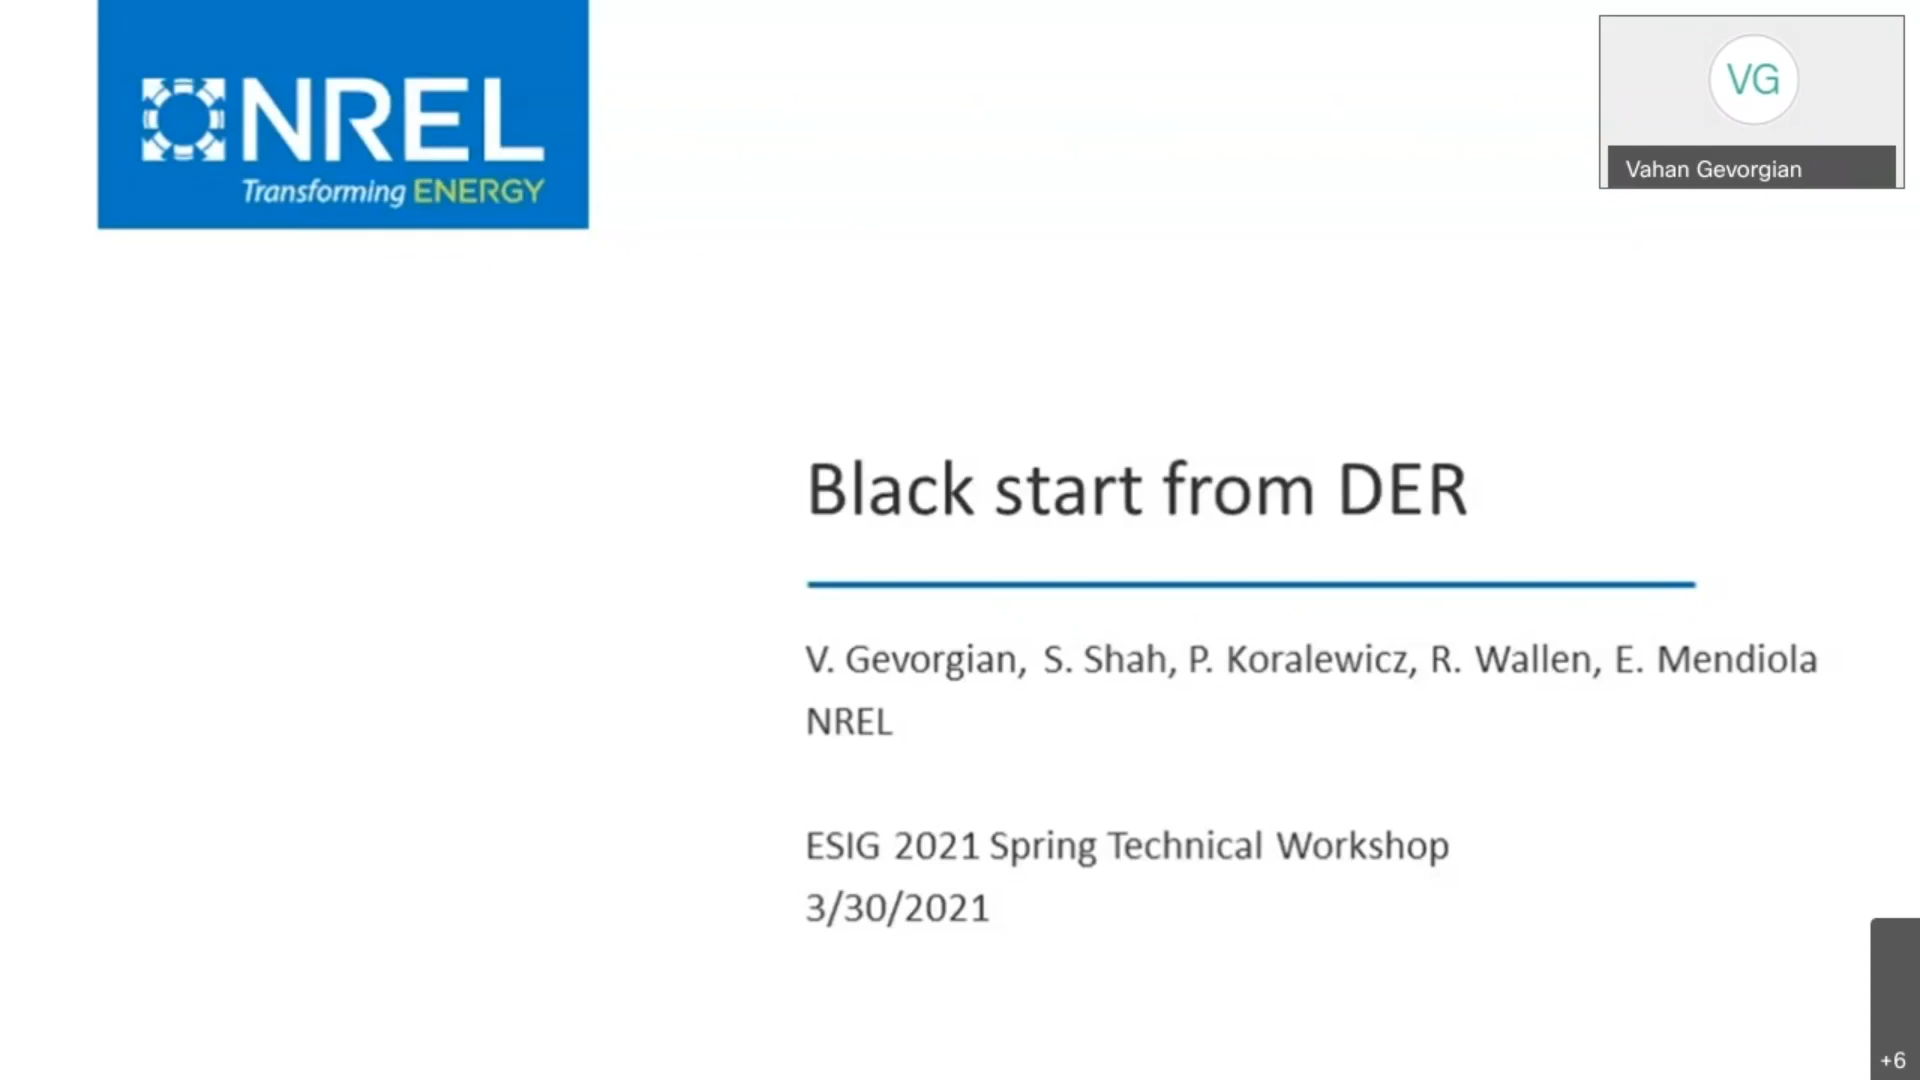 NREL
Transforming ENERGY
VG
Vahan Gevorgian
Black start from DER
V. Gevorgian, S. Shah, P. Koralewicz, R. Wallen, E. Mendiola
NREL
ESIG 2021 Spring Technical Workshop
3/30/2021
+6